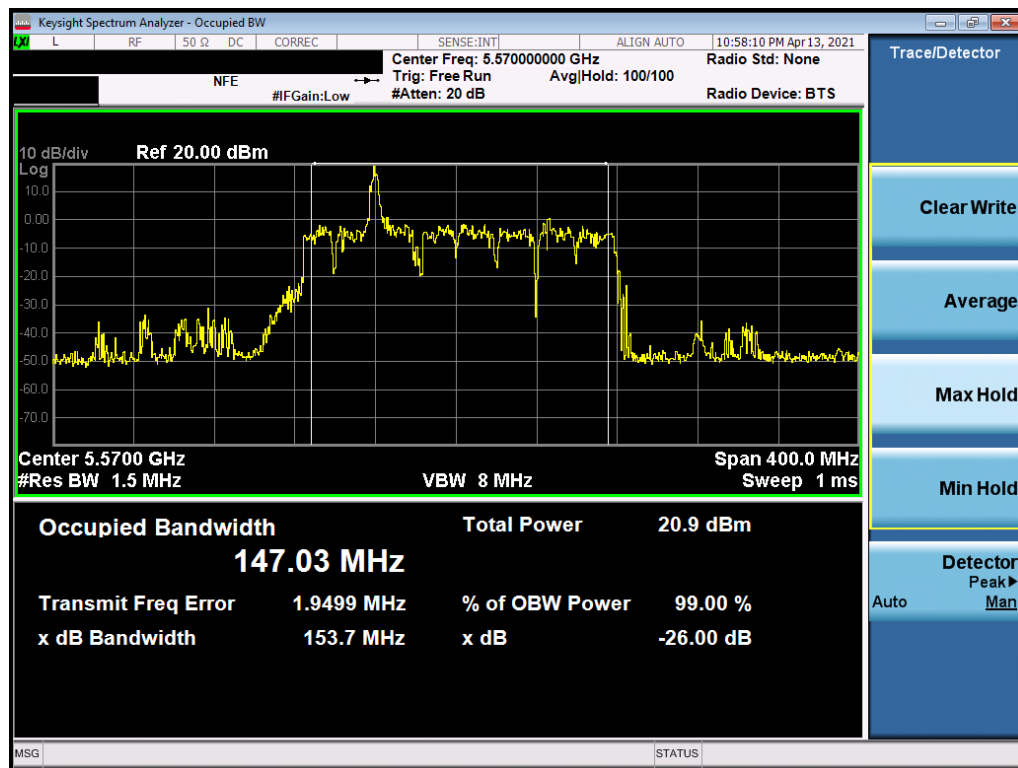 Keysight Spectrum Analyzer - Occupied BW
LXI L RF 50 Ω DC CORREC SENSE:INT ALIGN AUTO 10:58:10 PM Apr 13, 2021
Center Freq: 5.570000000 GHz Radio Std: None
NFE Trig: Free Run Avg|Hold: 100/100
#IFGain:Low #Atten: 20 dB Radio Device: BTS
10 dB/div Ref 20.00 dBm
Log
10.0
0.00
-10.0
-20.0
-30.0
-40.0
-50.0
-60.0
-70.0
Center 5.5700 GHz Span 400.0 MHz
#Res BW 1.5 MHz VBW 8 MHz Sweep 1 ms
Occupied Bandwidth Total Power 20.9 dBm
147.03 MHz
Transmit Freq Error 1.9499 MHz % of OBW Power 99.00 %
x dB Bandwidth 153.7 MHz x dB -26.00 dB
MSG STATUS
Trace/Detector
Clear Write
Average
Max Hold
Min Hold
Detector
Peak▶
Auto Man